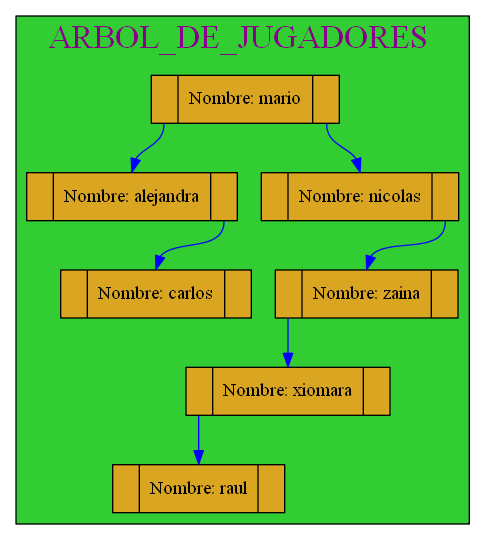 ARBOL_DE_JUGADORES
Nombre: mario
Nombre: alejandra
Nombre: nicolas
Nombre: carlos
Nombre: zaina
Nombre: xiomara
Nombre: raul